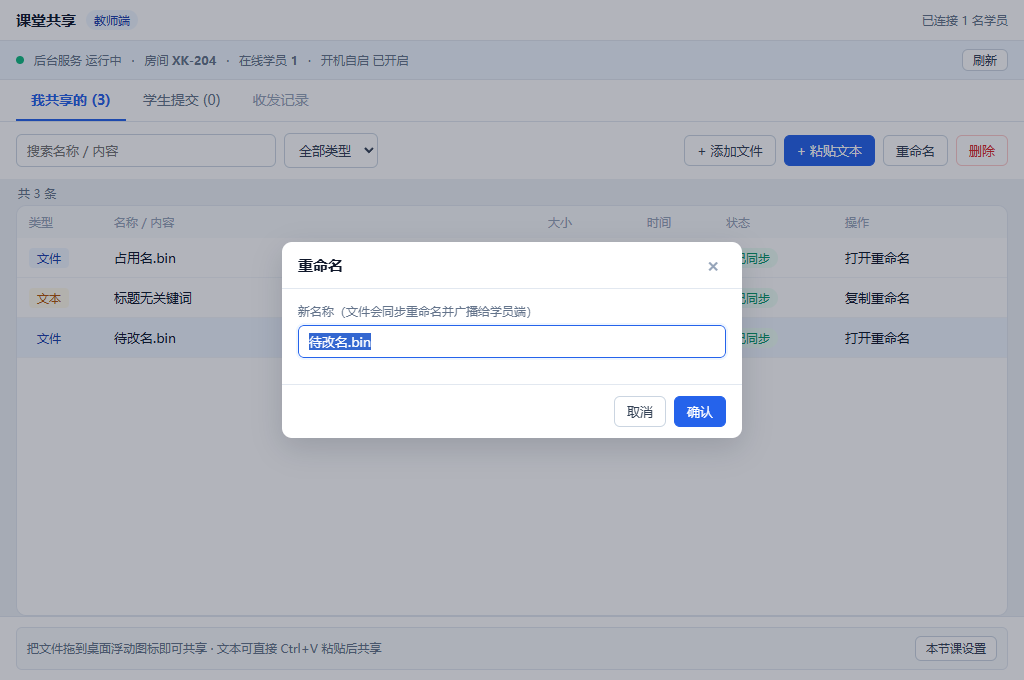 课堂共享 教师端 已连接 1 名学员
后台服务 运行中 · 房间 XK-204 · 在线学员 1 · 开机自启 已开启 刷新
我共享的 (3) 学生提交 (0) 收发记录
搜索名称 / 内容 全部类型 + 添加文件 + 粘贴文本 重命名 删除
共 3 条
类型 名称 / 内容 大小 时间 状态 操作
文件 占用名.bin 已同步 打开重命名
文本 标题无关键词 已同步 复制重命名
文件 待改名.bin 已同步 打开重命名
重命名 ×
新名称（文件会同步重命名并广播给学员端）
待改名.bin
取消 确认
把文件拖到桌面浮动图标即可共享 · 文本可直接 Ctrl+V 粘贴后共享 本节课设置